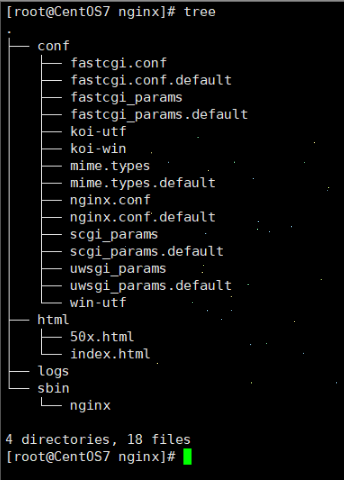 [root@CentOS7 nginx]# tree
.
├── conf
│   ├── fastcgi.conf
│   ├── fastcgi.conf.default
│   ├── fastcgi_params
│   ├── fastcgi_params.default
│   ├── koi-utf
│   ├── koi-win
│   ├── mime.types
│   ├── mime.types.default
│   ├── nginx.conf
│   ├── nginx.conf.default
│   ├── scgi_params
│   ├── scgi_params.default
│   ├── uwsgi_params
│   ├── uwsgi_params.default
│   └── win-utf
├── html
│   ├── 50x.html
│   └── index.html
├── logs
└── sbin
    └── nginx

4 directories, 18 files
[root@CentOS7 nginx]#